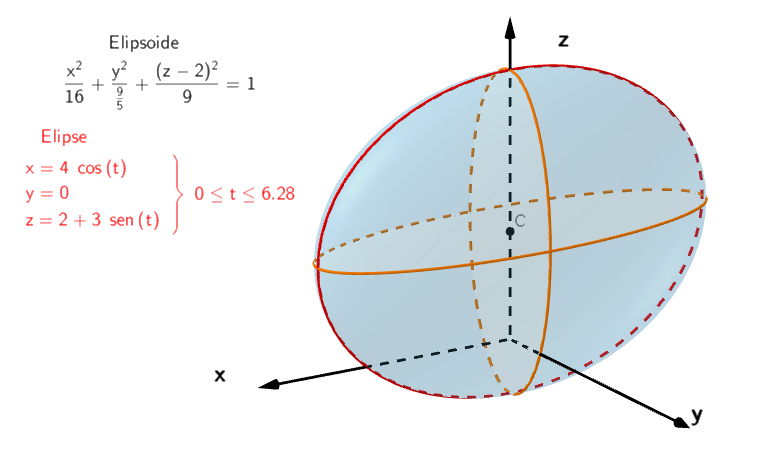 Elipsoide
x²/16 + y²/(9/5) + (z − 2)²/9 = 1
Elipse
x = 4 cos (t)
y = 0
z = 2 + 3 sen (t)
0 ≤ t ≤ 6.28
z
C
x
y